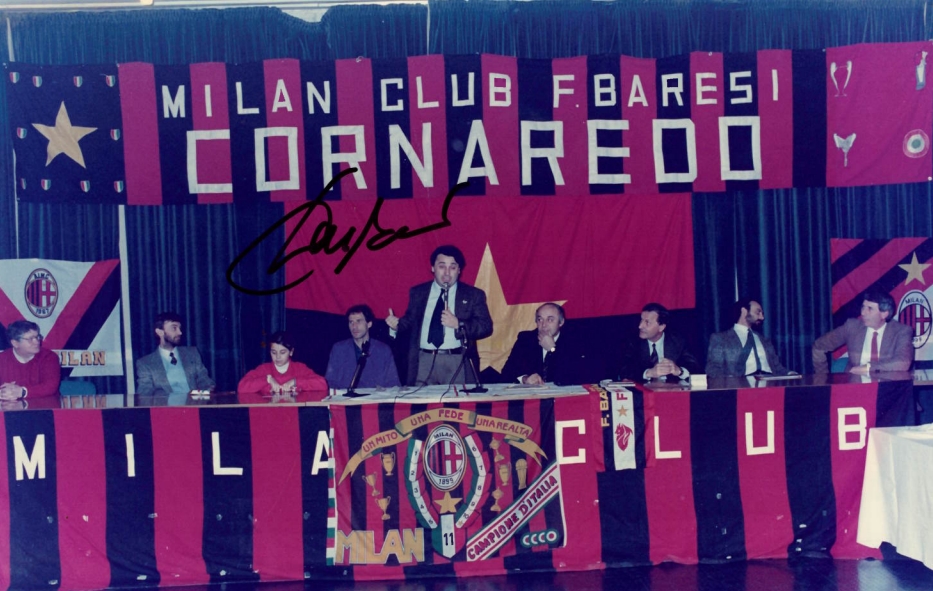 MILAN CLUB F.BARESI
CORNAREDO
MILAN
MILAN CLUB
UN MITO UNA FEDE UNA REALTA'
MILAN
1899
MILAN
11
CAMPIONE D'ITALIA
F. BA
F